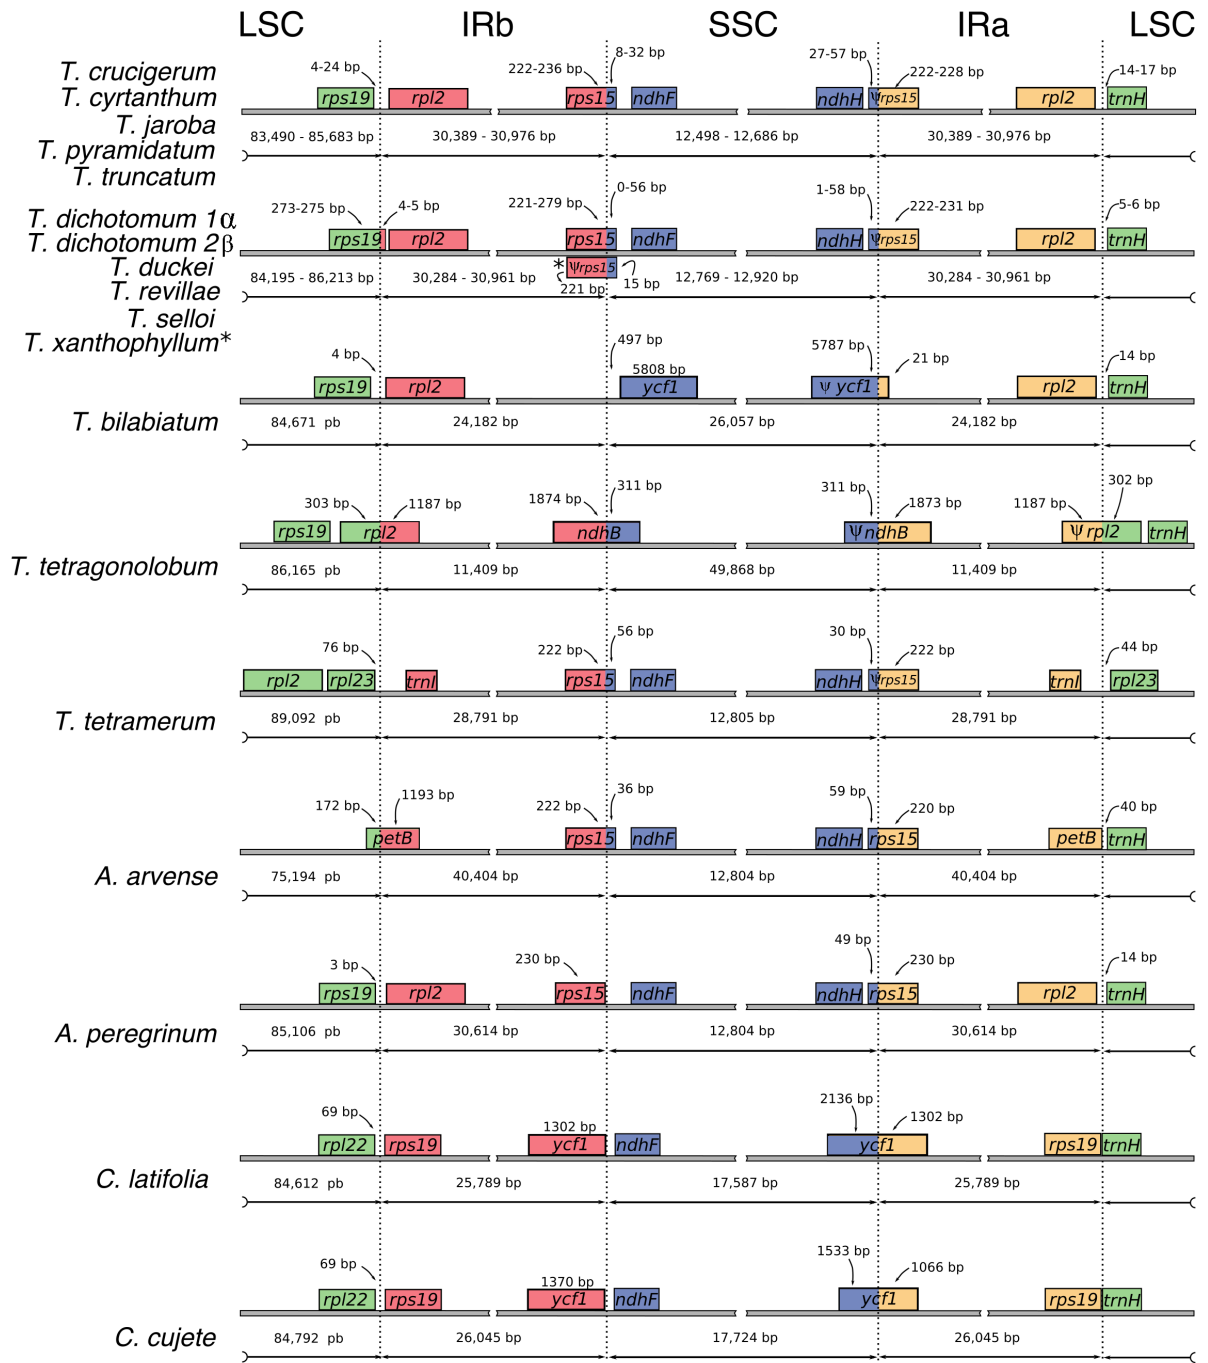 LSC IRb SSC IRa LSC
T. crucigerum
T. cyrtanthum
T. jaroba
T. pyramidatum
T. truncatum
4-24 bp 222-236 bp 8-32 bp 27-57 bp 222-228 bp 14-17 bp
rps19 rpl2 rps15 ndhF ndhH Ψrps15 rpl2 trnH
83,490 - 85,683 bp 30,389 - 30,976 bp 12,498 - 12,686 bp 30,389 - 30,976 bp
T. dichotomum 1α
T. dichotomum 2β
T. duckei
T. revillae
T. selloi
T. xanthophyllum*
273-275 bp 4-5 bp 221-279 bp 0-56 bp 1-58 bp 222-231 bp 5-6 bp
rps19 rpl2 rps15 ndhF ndhH Ψrps15 rpl2 trnH
* Ψrps15
221 bp 15 bp
84,195 - 86,213 bp 30,284 - 30,961 bp 12,769 - 12,920 bp 30,284 - 30,961 bp
4 bp 497 bp 5808 bp 5787 bp 21 bp 14 bp
rps19 rpl2 ycf1 Ψ ycf1 rpl2 trnH
T. bilabiatum
84,671 pb 24,182 bp 26,057 bp 24,182 bp
303 bp 1187 bp 1874 bp 311 bp 311 bp 1873 bp 1187 bp 302 bp
rps19 rpl2 ndhB Ψ ndhB Ψ rpl2 trnH
T. tetragonolobum
86,165 pb 11,409 bp 49,868 bp 11,409 bp
76 bp 222 bp 56 bp 30 bp 222 bp 44 bp
rpl2 rpl23 trnI rps15 ndhF ndhH Ψrps15 trnI rpl23
T. tetramerum
89,092 pb 28,791 bp 12,805 bp 28,791 bp
172 bp 1193 bp 222 bp 36 bp 59 bp 220 bp 40 bp
petB rps15 ndhF ndhH rps15 petB trnH
A. arvense
75,194 pb 40,404 bp 12,804 bp 40,404 bp
3 bp 230 bp 49 bp 230 bp 14 bp
rps19 rpl2 rps15 ndhF ndhH rps15 rpl2 trnH
A. peregrinum
85,106 pb 30,614 bp 12,804 bp 30,614 bp
69 bp 1302 bp 2136 bp 1302 bp
rpl22 rps19 ycf1 ndhF ycf1 rps19 trnH
C. latifolia
84,612 pb 25,789 bp 17,587 bp 25,789 bp
69 bp 1370 bp 1533 bp 1066 bp
rpl22 rps19 ycf1 ndhF ycf1 rps19 trnH
C. cujete
84,792 pb 26,045 bp 17,724 bp 26,045 bp